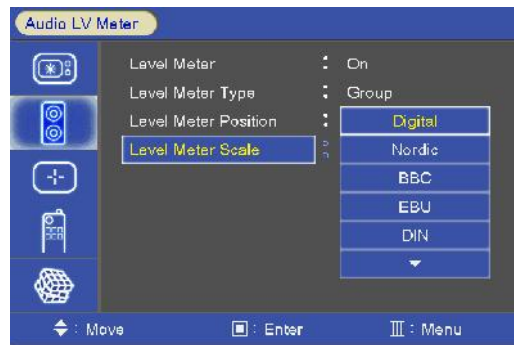 Audio LV Meter
Level Meter : On
Level Meter Type : Group
Level Meter Position :
Level Meter Scale :
Digital
Nordic
BBC
EBU
DIN
: Move : Enter : Menu